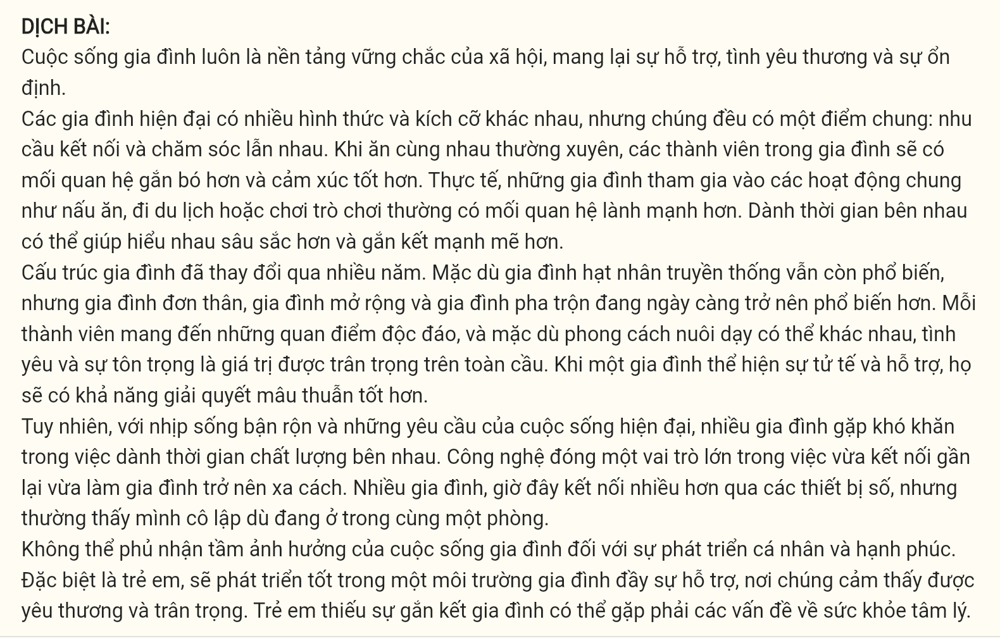 DỊCH BÀI:
Cuộc sống gia đình luôn là nền tảng vững chắc của xã hội, mang lại sự hỗ trợ, tình yêu thương và sự ổn
định.
Các gia đình hiện đại có nhiều hình thức và kích cỡ khác nhau, nhưng chúng đều có một điểm chung: nhu
cầu kết nối và chăm sóc lẫn nhau. Khi ăn cùng nhau thường xuyên, các thành viên trong gia đình sẽ có
mối quan hệ gắn bó hơn và cảm xúc tốt hơn. Thực tế, những gia đình tham gia vào các hoạt động chung
như nấu ăn, đi du lịch hoặc chơi trò chơi thường có mối quan hệ lành mạnh hơn. Dành thời gian bên nhau
có thể giúp hiểu nhau sâu sắc hơn và gắn kết mạnh mẽ hơn.
Cấu trúc gia đình đã thay đổi qua nhiều năm. Mặc dù gia đình hạt nhân truyền thống vẫn còn phổ biến,
nhưng gia đình đơn thân, gia đình mở rộng và gia đình pha trộn đang ngày càng trở nên phổ biến hơn. Mỗi
thành viên mang đến những quan điểm độc đáo, và mặc dù phong cách nuôi dạy có thể khác nhau, tình
yêu và sự tôn trọng là giá trị được trân trọng trên toàn cầu. Khi một gia đình thể hiện sự tử tế và hỗ trợ, họ
sẽ có khả năng giải quyết mâu thuẫn tốt hơn.
Tuy nhiên, với nhịp sống bận rộn và những yêu cầu của cuộc sống hiện đại, nhiều gia đình gặp khó khăn
trong việc dành thời gian chất lượng bên nhau. Công nghệ đóng một vai trò lớn trong việc vừa kết nối gần
lại vừa làm gia đình trở nên xa cách. Nhiều gia đình, giờ đây kết nối nhiều hơn qua các thiết bị số, nhưng
thường thấy mình cô lập dù đang ở trong cùng một phòng.
Không thể phủ nhận tầm ảnh hưởng của cuộc sống gia đình đối với sự phát triển cá nhân và hạnh phúc.
Đặc biệt là trẻ em, sẽ phát triển tốt trong một môi trường gia đình đầy sự hỗ trợ, nơi chúng cảm thấy được
yêu thương và trân trọng. Trẻ em thiếu sự gắn kết gia đình có thể gặp phải các vấn đề về sức khỏe tâm lý.